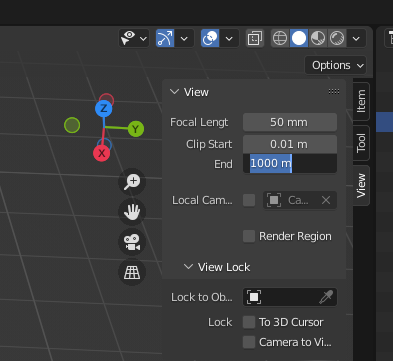 Options
Z
Y
X
View
Focal Lengt 50 mm
Clip Start 0.01 m
End 1000 m
Local Cam... Ca...
Render Region
View Lock
Lock to Ob...
Lock To 3D Cursor
Camera to Vi...
Item
Tool
View